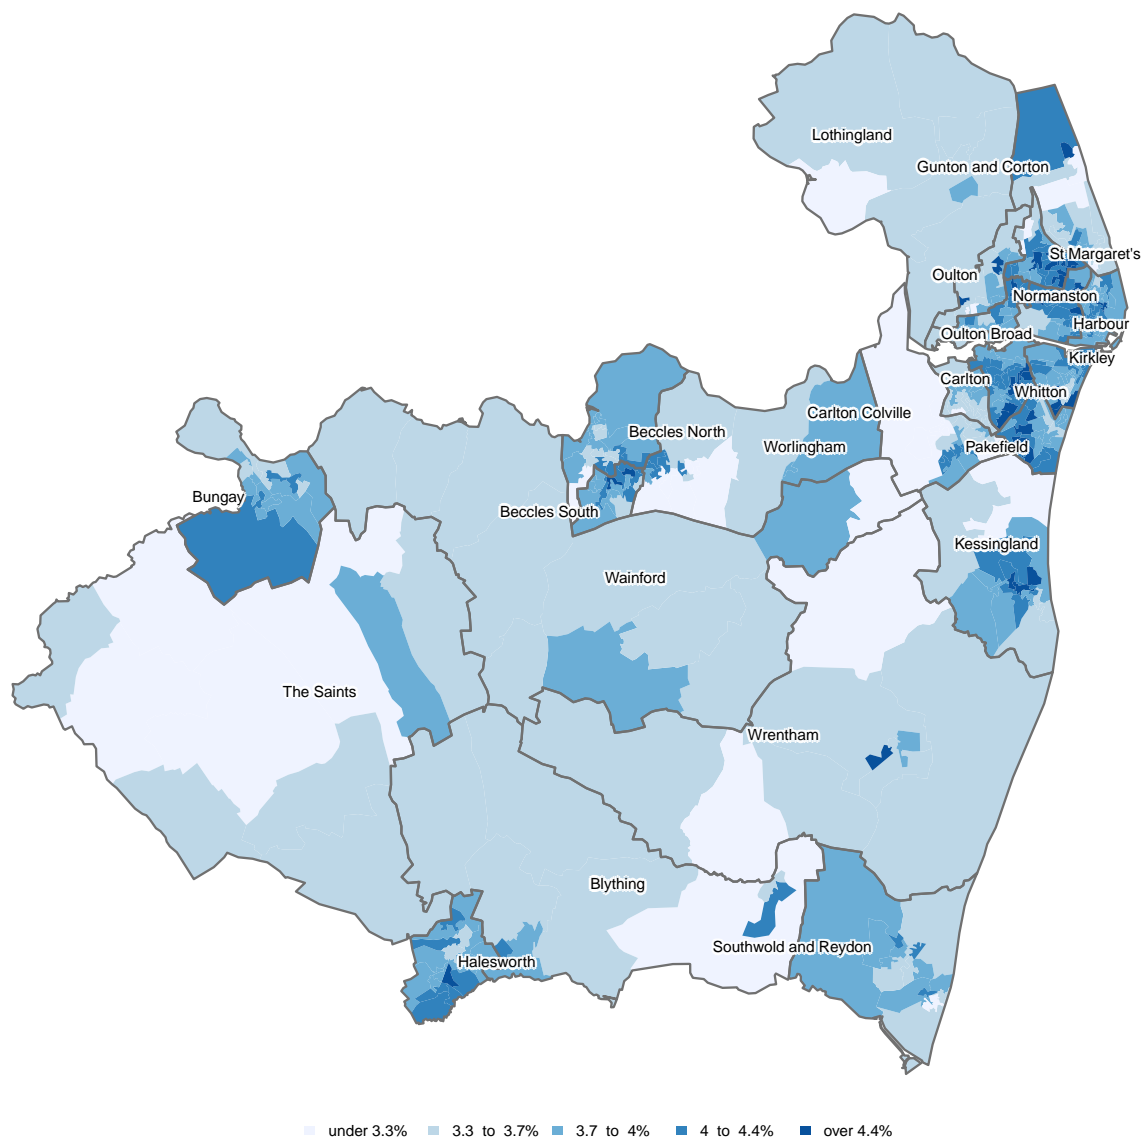 Lothingland
Gunton and Corton
St Margaret's
Oulton
Normanston
Harbour
Oulton Broad
Kirkley
Carlton
Whitton
Carlton Colville
Beccles North
Worlingham
Pakefield
Bungay
Beccles South
Kessingland
Wainford
The Saints
Wrentham
Blything
Southwold and Reydon
Halesworth
under 3.3% 3.3 to 3.7% 3.7 to 4% 4 to 4.4% over 4.4%